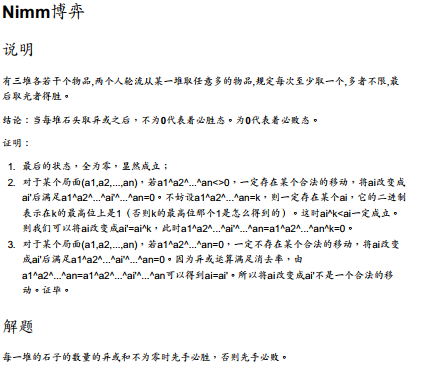 Nimm博弈
说明
有三堆各若干个物品,两个人轮流从某一堆取任意多的物品,规定每次至少取一个,多者不限,最
后取光者得胜。
结论：当每堆石头取异或之后，不为0代表着必胜态。为0代表着必败态。
证明：
1. 最后的状态，全为零，显然成立；
2. 对于某个局面(a1,a2,...,an)，若a1^a2^...^an<>0，一定存在某个合法的移动，将ai改变成
ai'后满足a1^a2^...^ai'^...^an=0。不妨设a1^a2^...^an=k，则一定存在某个ai，它的二进制
表示在k的最高位上是1（否则k的最高位那个1是怎么得到的）。这时ai^k<ai一定成立。
则我们可以将ai改变成ai'=ai^k，此时a1^a2^...^ai'^...^an=a1^a2^...^an^k=0。
3. 对于某个局面(a1,a2,...,an)，若a1^a2^...^an=0，一定不存在某个合法的移动，将ai改变
成ai'后满足a1^a2^...^ai'^...^an=0。因为异或运算满足消去率，由
a1^a2^...^an=a1^a2^...^ai'^...^an可以得到ai=ai'。所以将ai改变成ai'不是一个合法的移
动。证毕。
解题
每一堆的石子的数量的异或和不为零时先手必胜，否则先手必败。